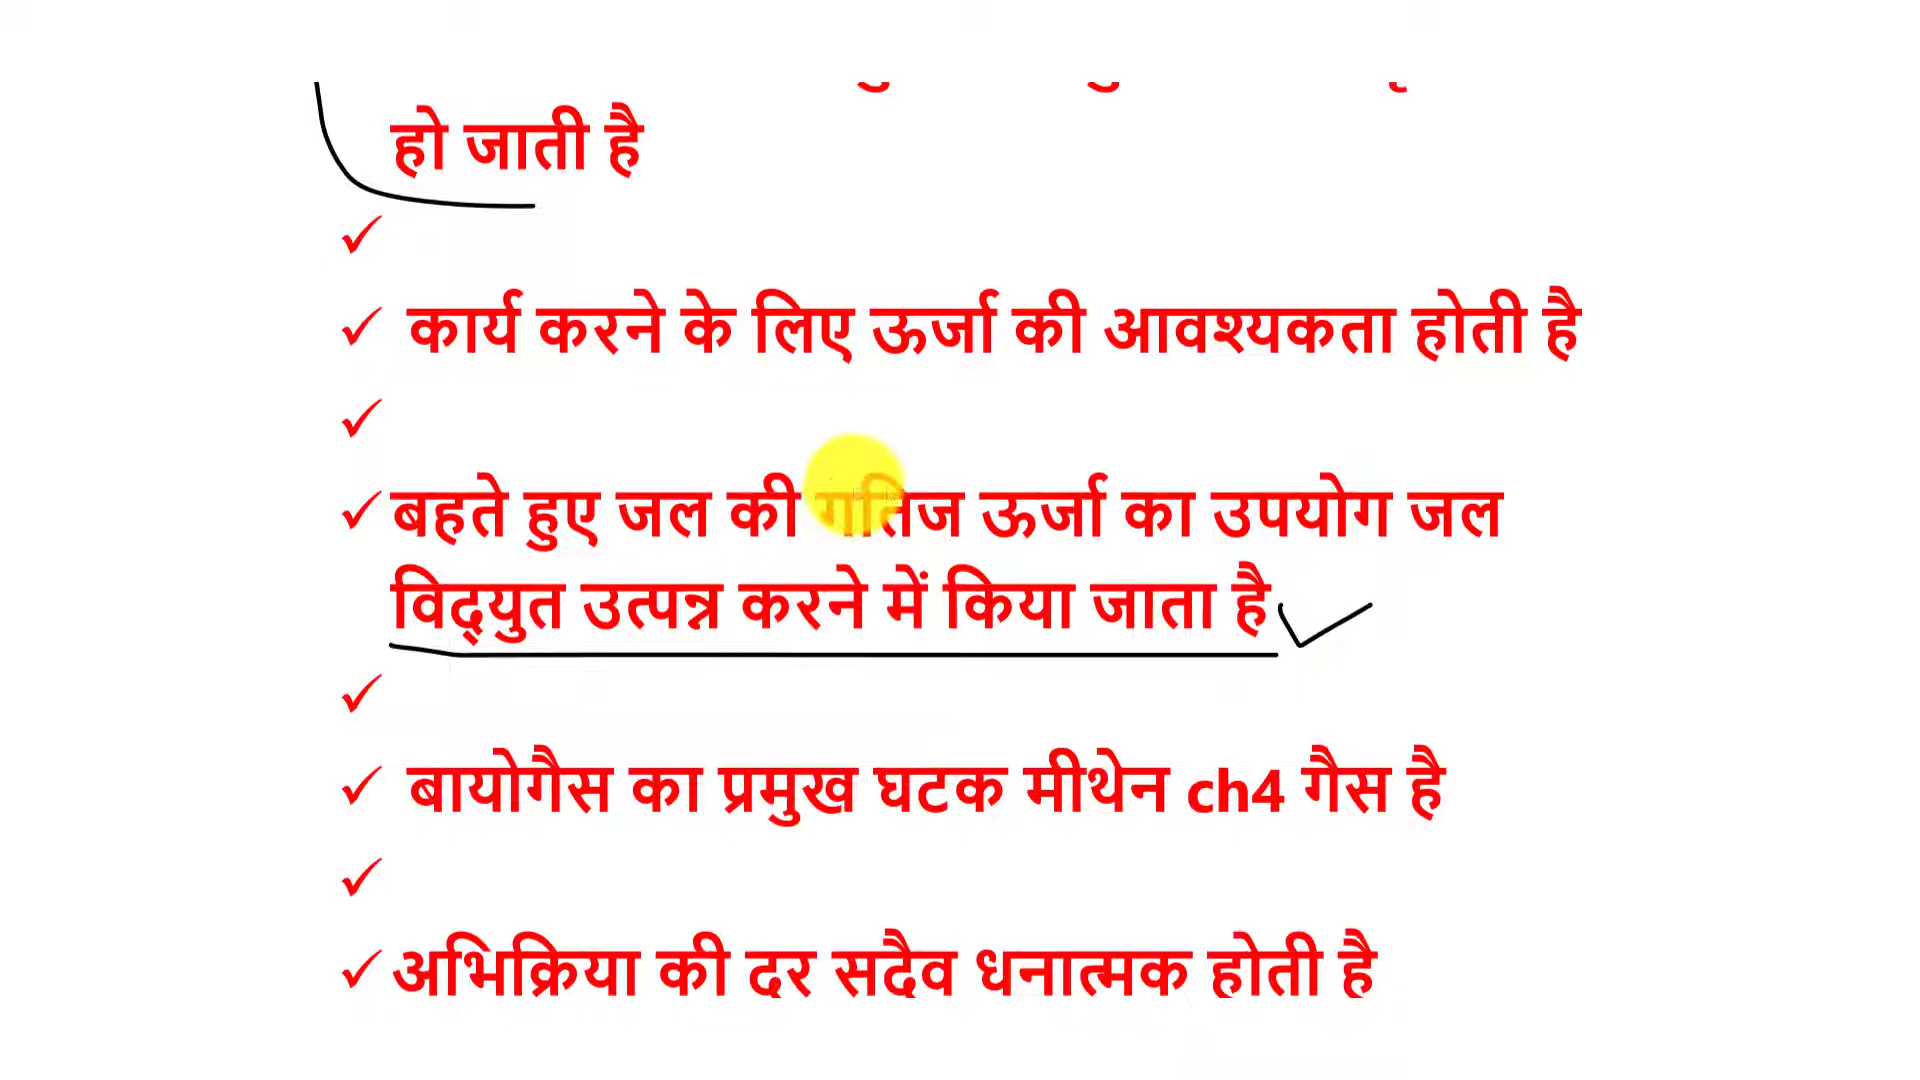 हो जाती है
कार्य करने के लिए ऊर्जा की आवश्यकता होती है
बहते हुए जल की गतिज ऊर्जा का उपयोग जल
विद्युत उत्पन्न करने में किया जाता है
बायोगैस का प्रमुख घटक मीथेन ch4 गैस है
अभिक्रिया की दर सदैव धनात्मक होती है